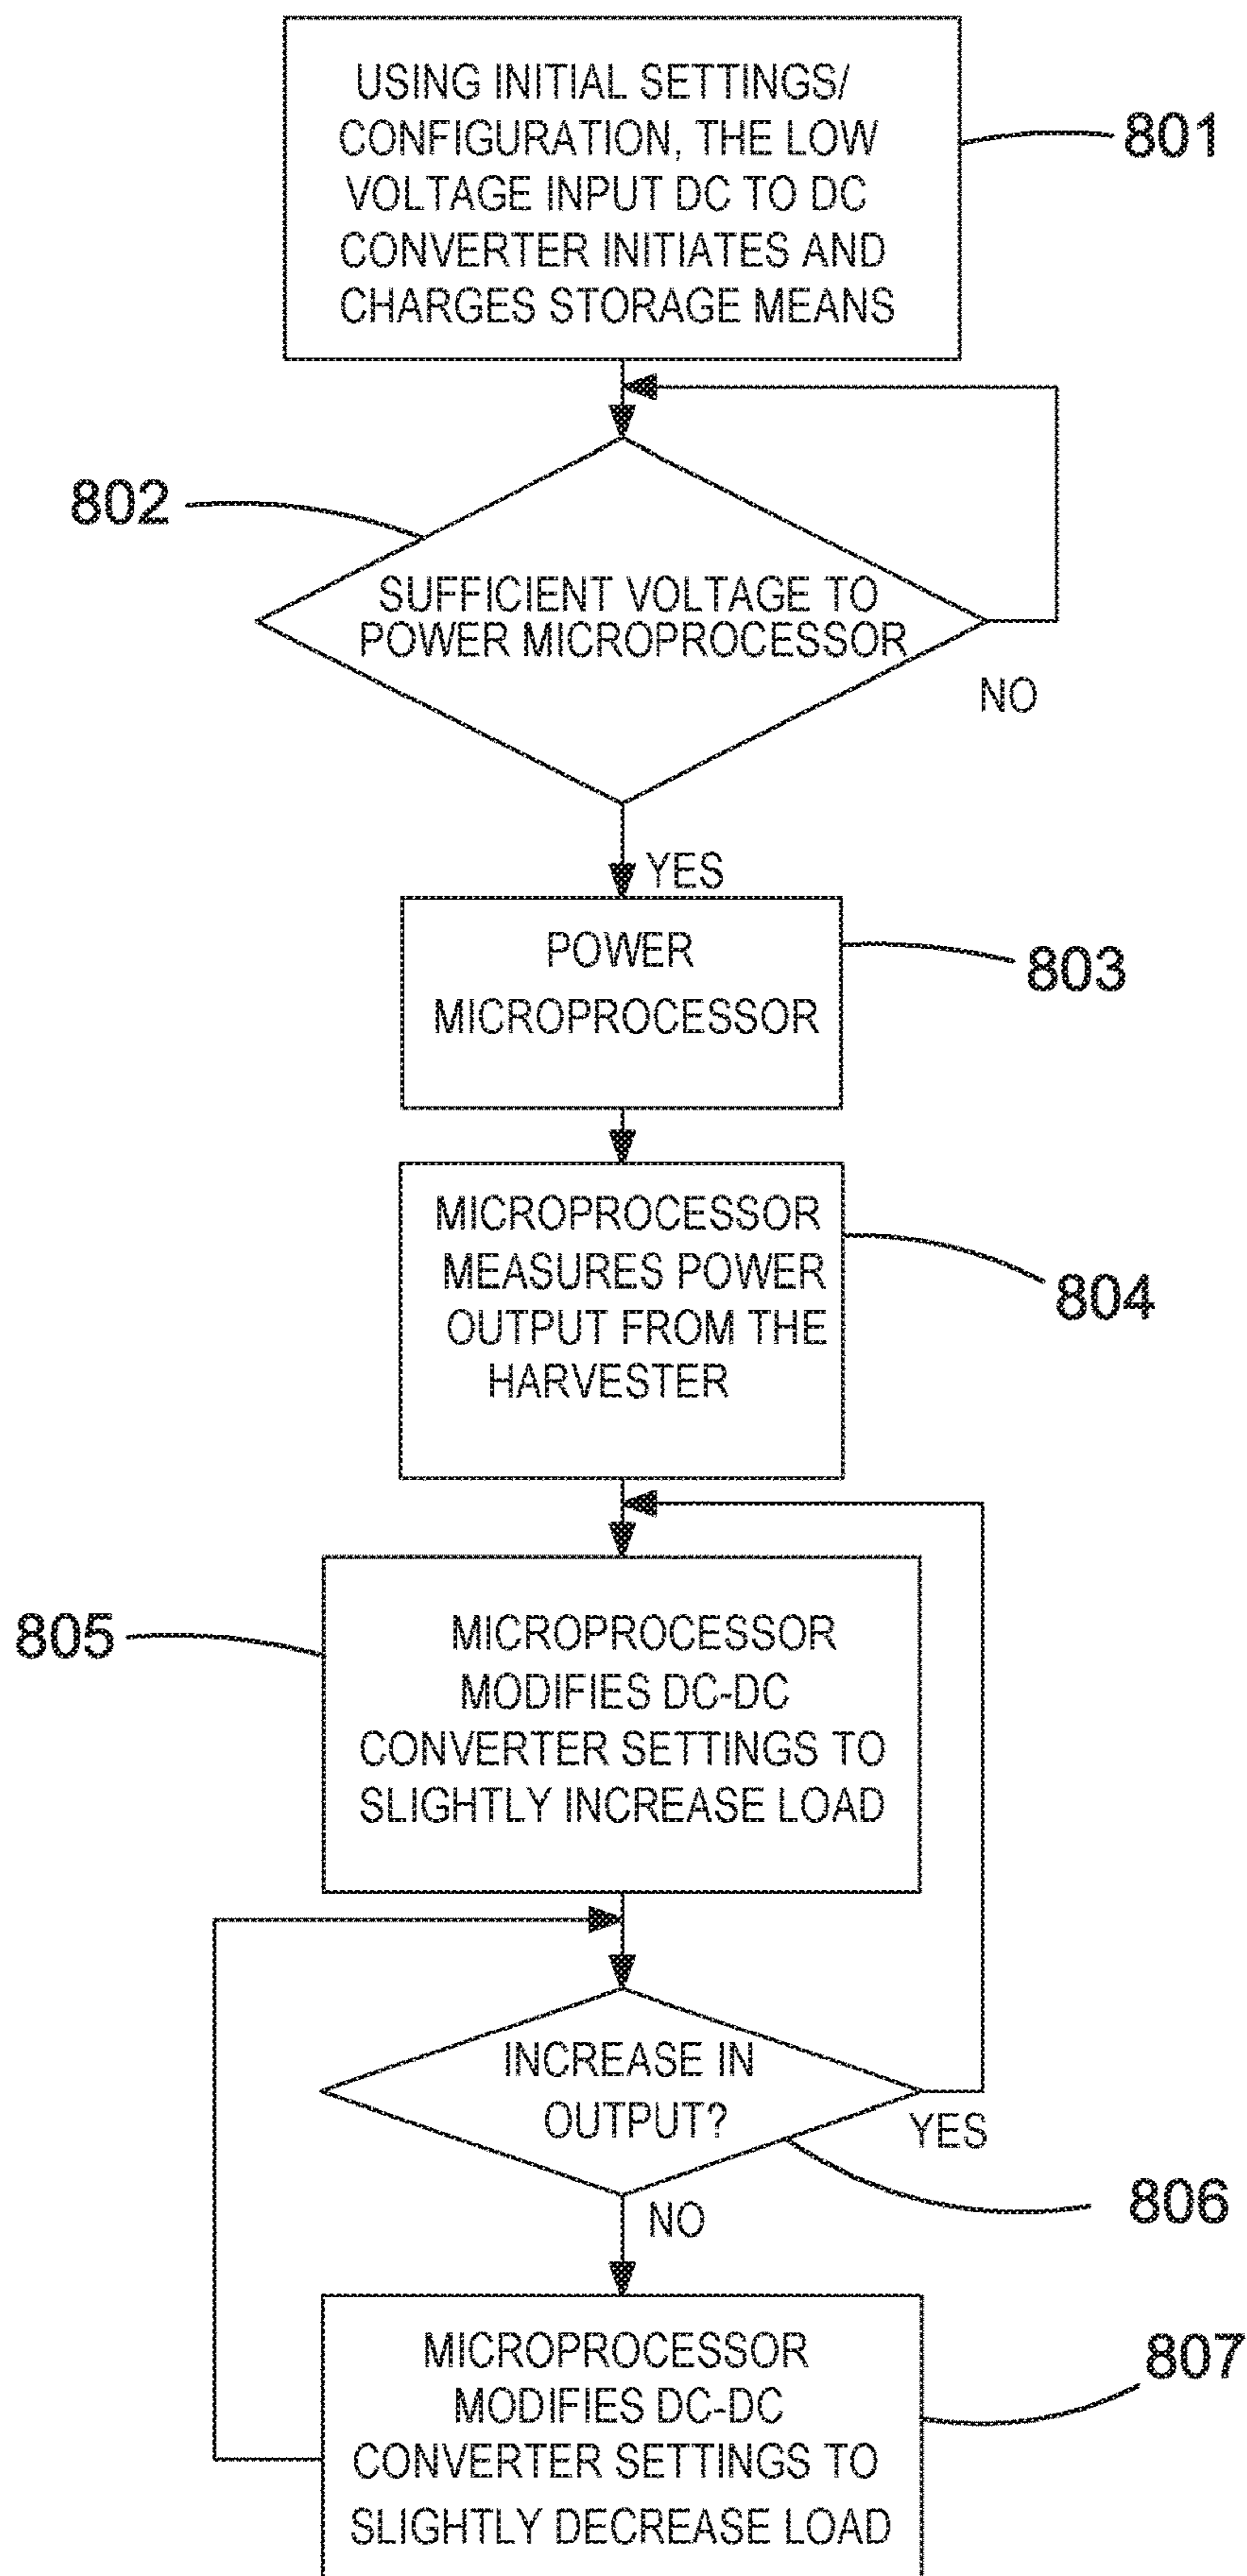 USING INITIAL SETTINGS/
CONFIGURATION, THE LOW
VOLTAGE INPUT DC TO DC
CONVERTER INITIATES AND
CHARGES STORAGE MEANS
801
802
SUFFICIENT VOLTAGE TO
POWER MICROPROCESSOR
NO
YES
POWER
MICROPROCESSOR
803
MICROPROCESSOR
MEASURES POWER
OUTPUT FROM THE
HARVESTER
804
805
MICROPROCESSOR
MODIFIES DC-DC
CONVERTER SETTINGS TO
SLIGHTLY INCREASE LOAD
INCREASE IN
OUTPUT?
YES
806
NO
MICROPROCESSOR
MODIFIES DC-DC
CONVERTER SETTINGS TO
SLIGHTLY DECREASE LOAD
807